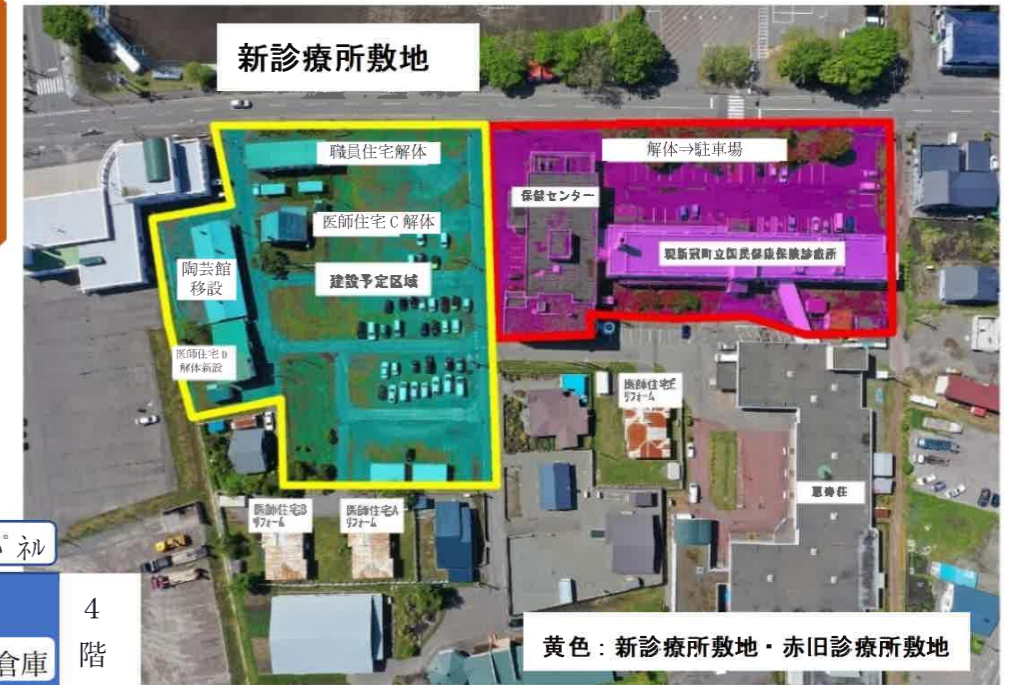 新診療所敷地
職員住宅解体
解体⇒駐車場
保健センター
医師住宅C解体
現新冠町立国民健康保険診療所
陶芸館
移設
建設予定区域
医師住宅D
解体新設
医師住宅E
リフォーム
恵寿荘
医師住宅B
リフォーム
医師住宅A
リフォーム
パネル
4
階
倉庫
黄色：新診療所敷地・赤旧診療所敷地